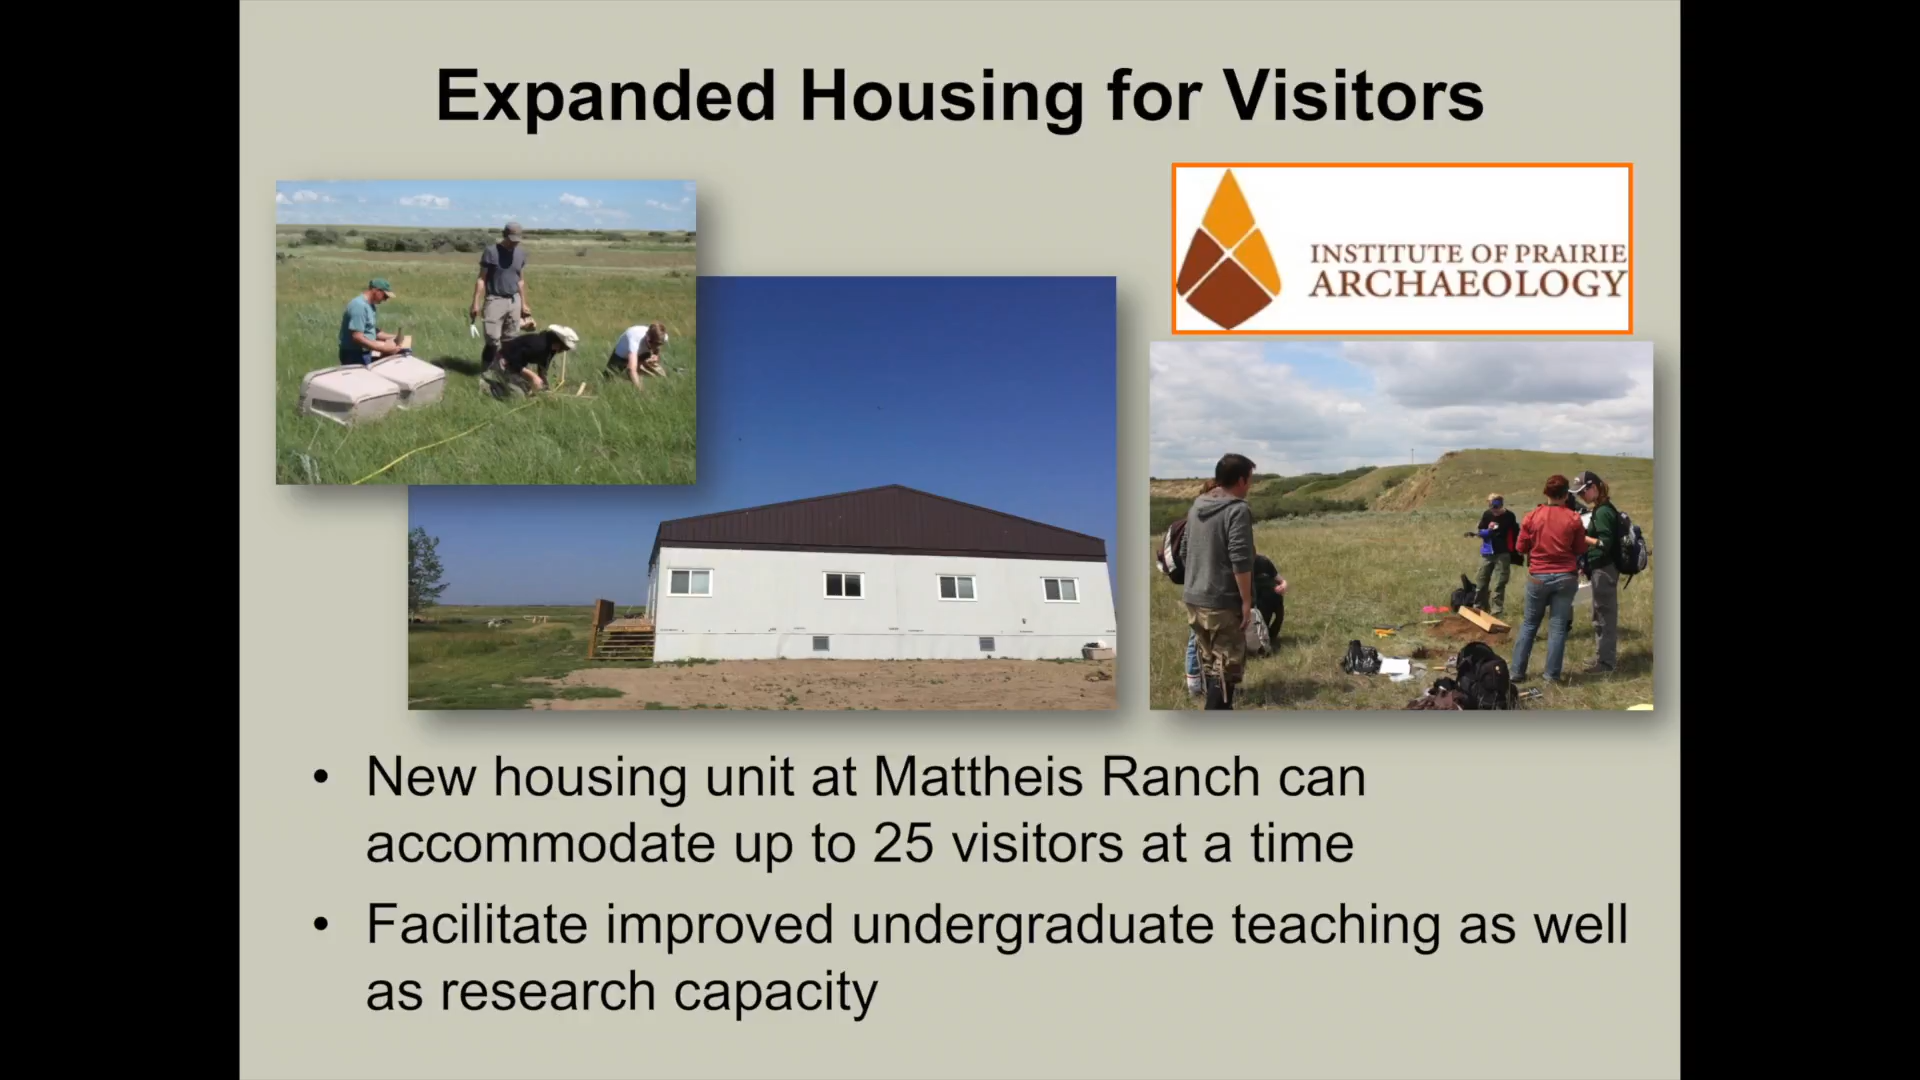 Expanded Housing for Visitors
INSTITUTE OF PRAIRIE
ARCHAEOLOGY
• New housing unit at Mattheis Ranch can
accommodate up to 25 visitors at a time
• Facilitate improved undergraduate teaching as well
as research capacity